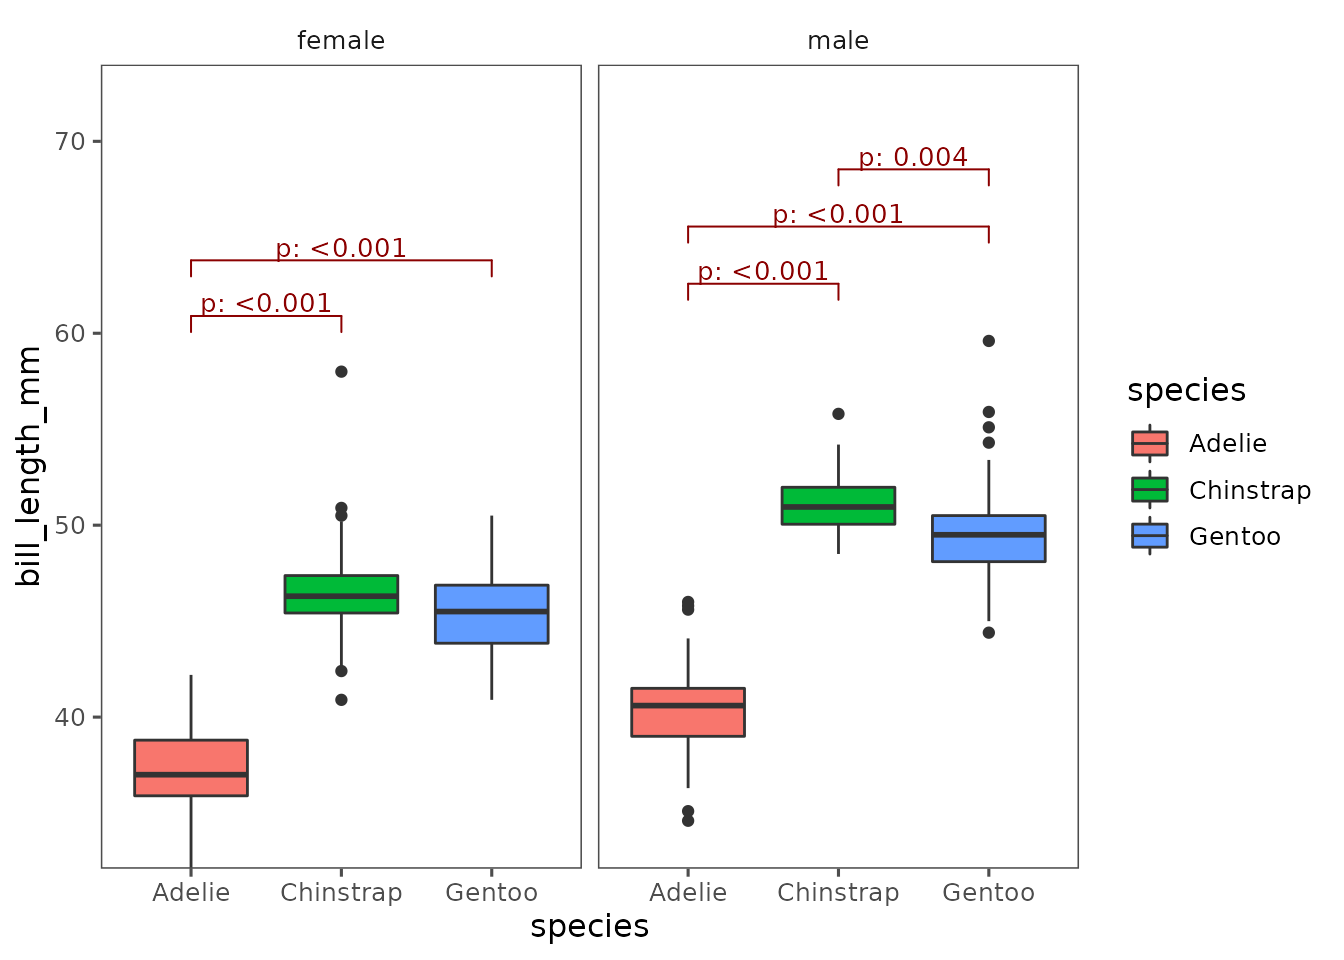 female
male
70
60
50
40
bill_length_mm
p: <0.001
p: <0.001
p: 0.004
p: <0.001
p: <0.001
Adelie
Chinstrap
Gentoo
Adelie
Chinstrap
Gentoo
species
species
Adelie
Chinstrap
Gentoo